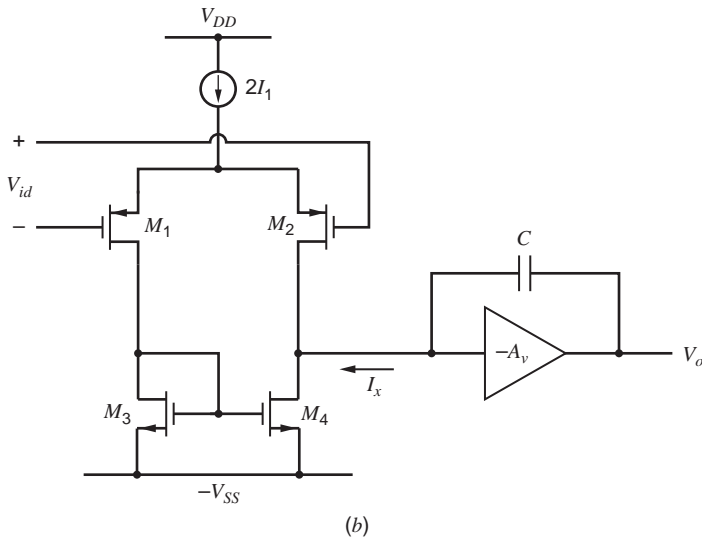 V_DD
2I_1
+
V_id
−
M_1
M_2
C
−A_v
V_o
I_x
M_3
M_4
−V_SS
(b)